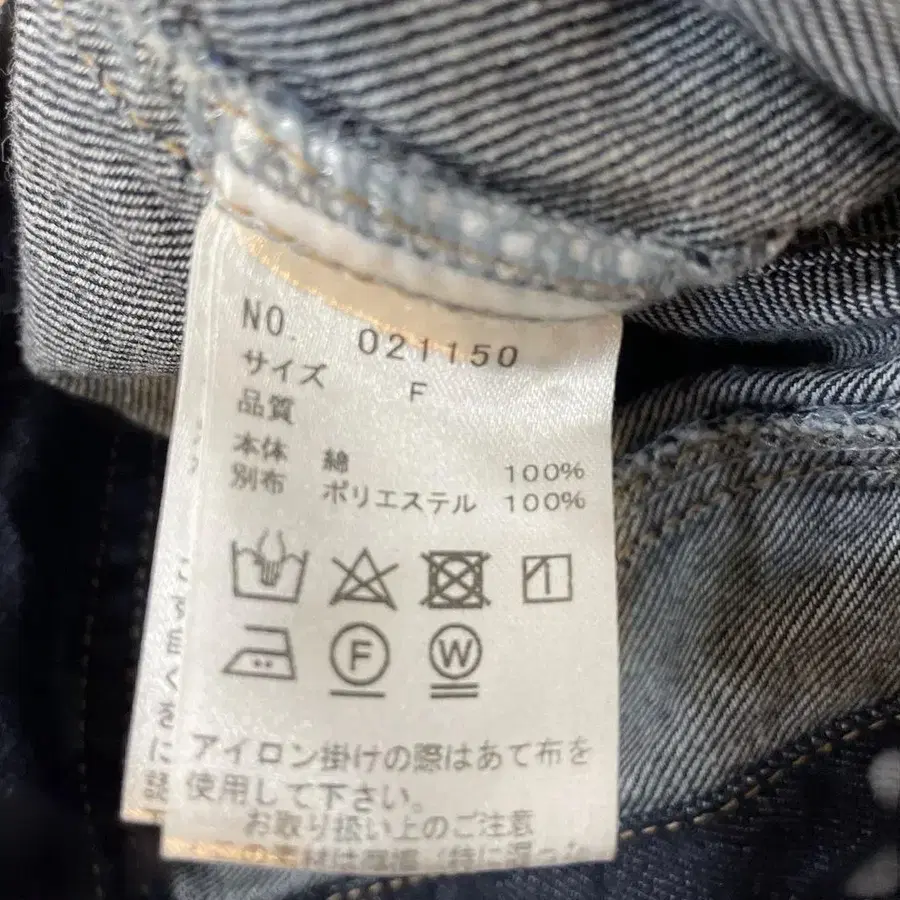 NO. 021150
サイズ F
品質
本体 綿 100%
別布 ポリエステル 100%
F W
アイロン掛けの際はあて布を
使用して下さい。
お取り扱い上のご注意